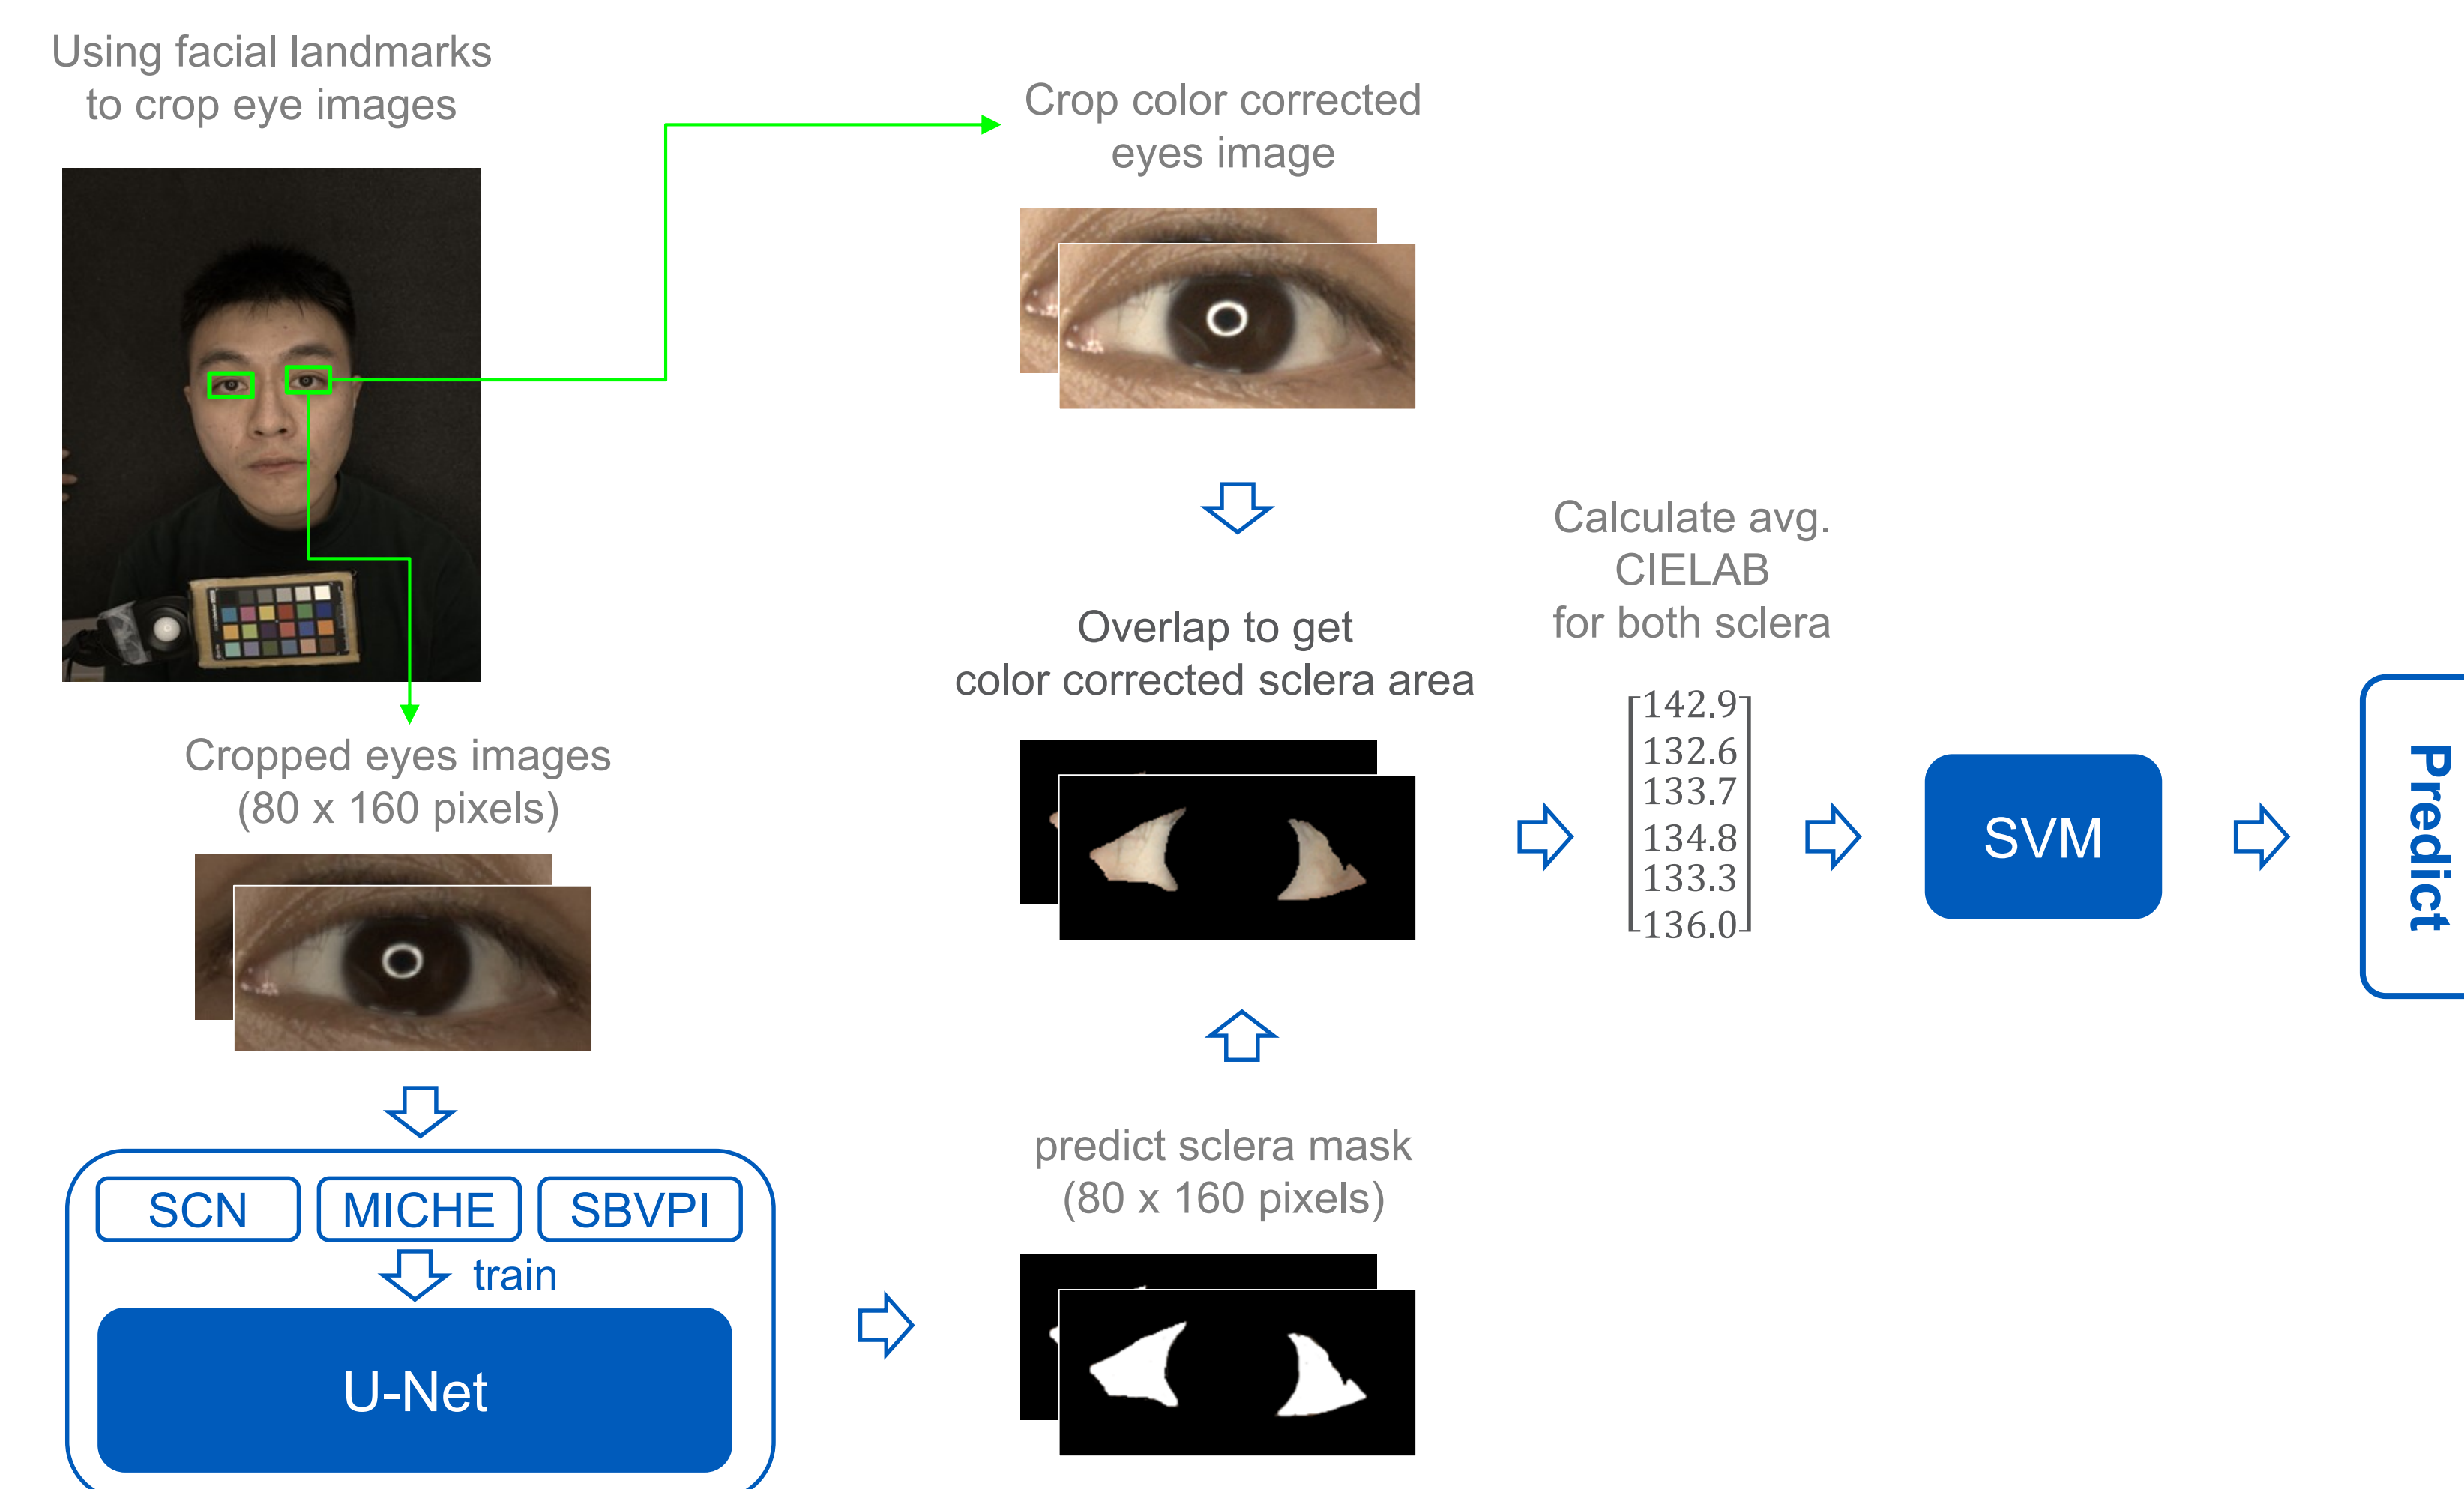 Using facial landmarks
to crop eye images
Crop color corrected
eyes image
Cropped eyes images
(80 x 160 pixels)
SCN
MICHE
SBVPI
train
U-Net
predict sclera mask
(80 x 160 pixels)
Overlap to get
color corrected sclera area
Calculate avg.
CIELAB
for both sclera
142.9
132.6
133.7
134.8
133.3
136.0
SVM
Predict